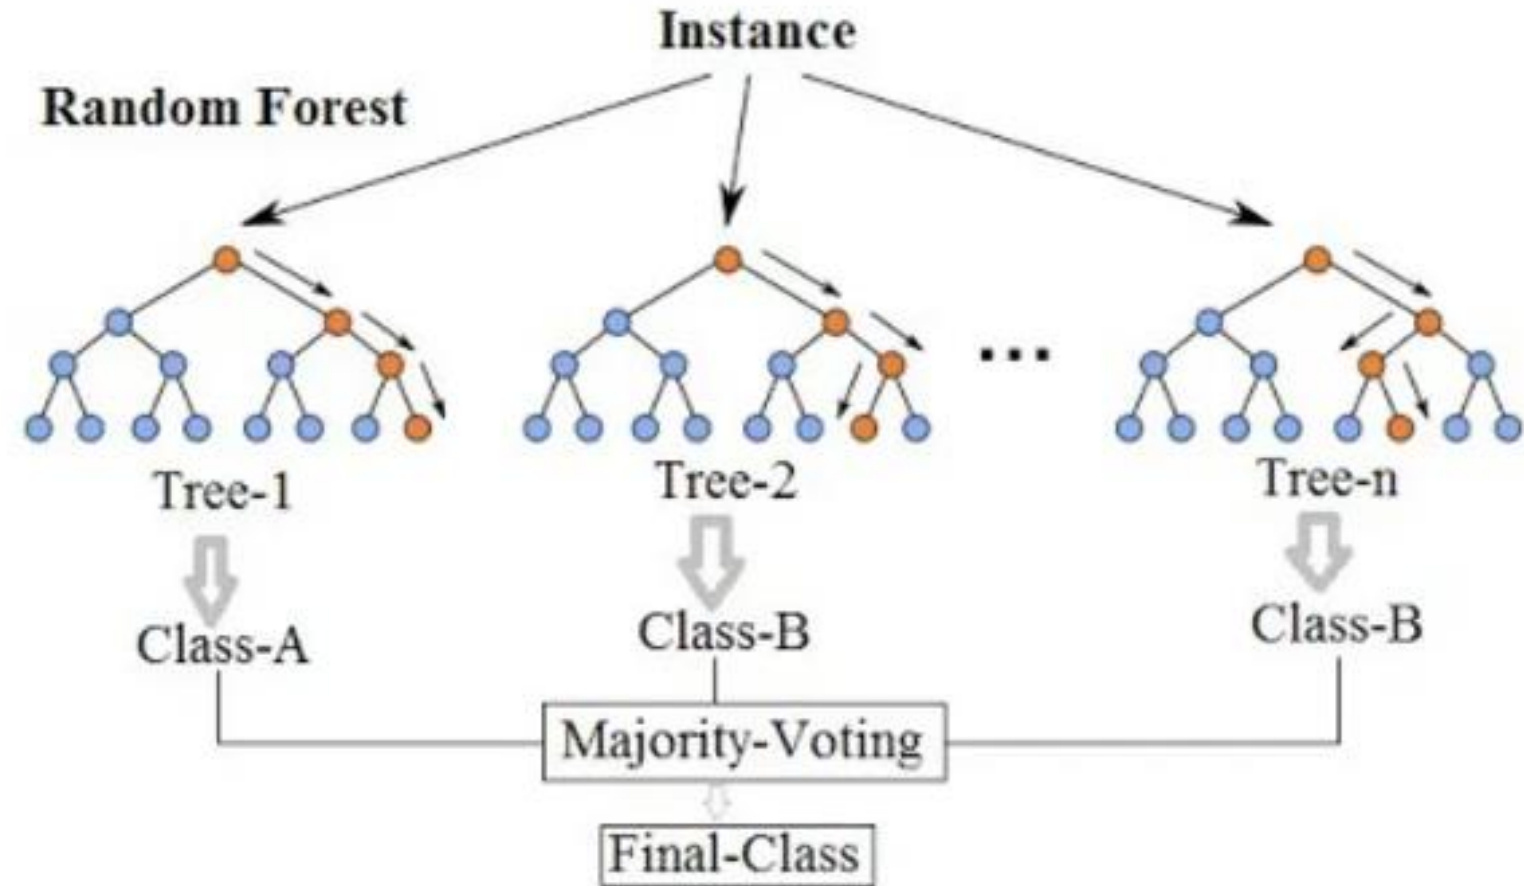 Instance
Random Forest
...
Tree-1
Tree-2
Tree-n
Class-A
Class-B
Class-B
Majority-Voting
Final-Class